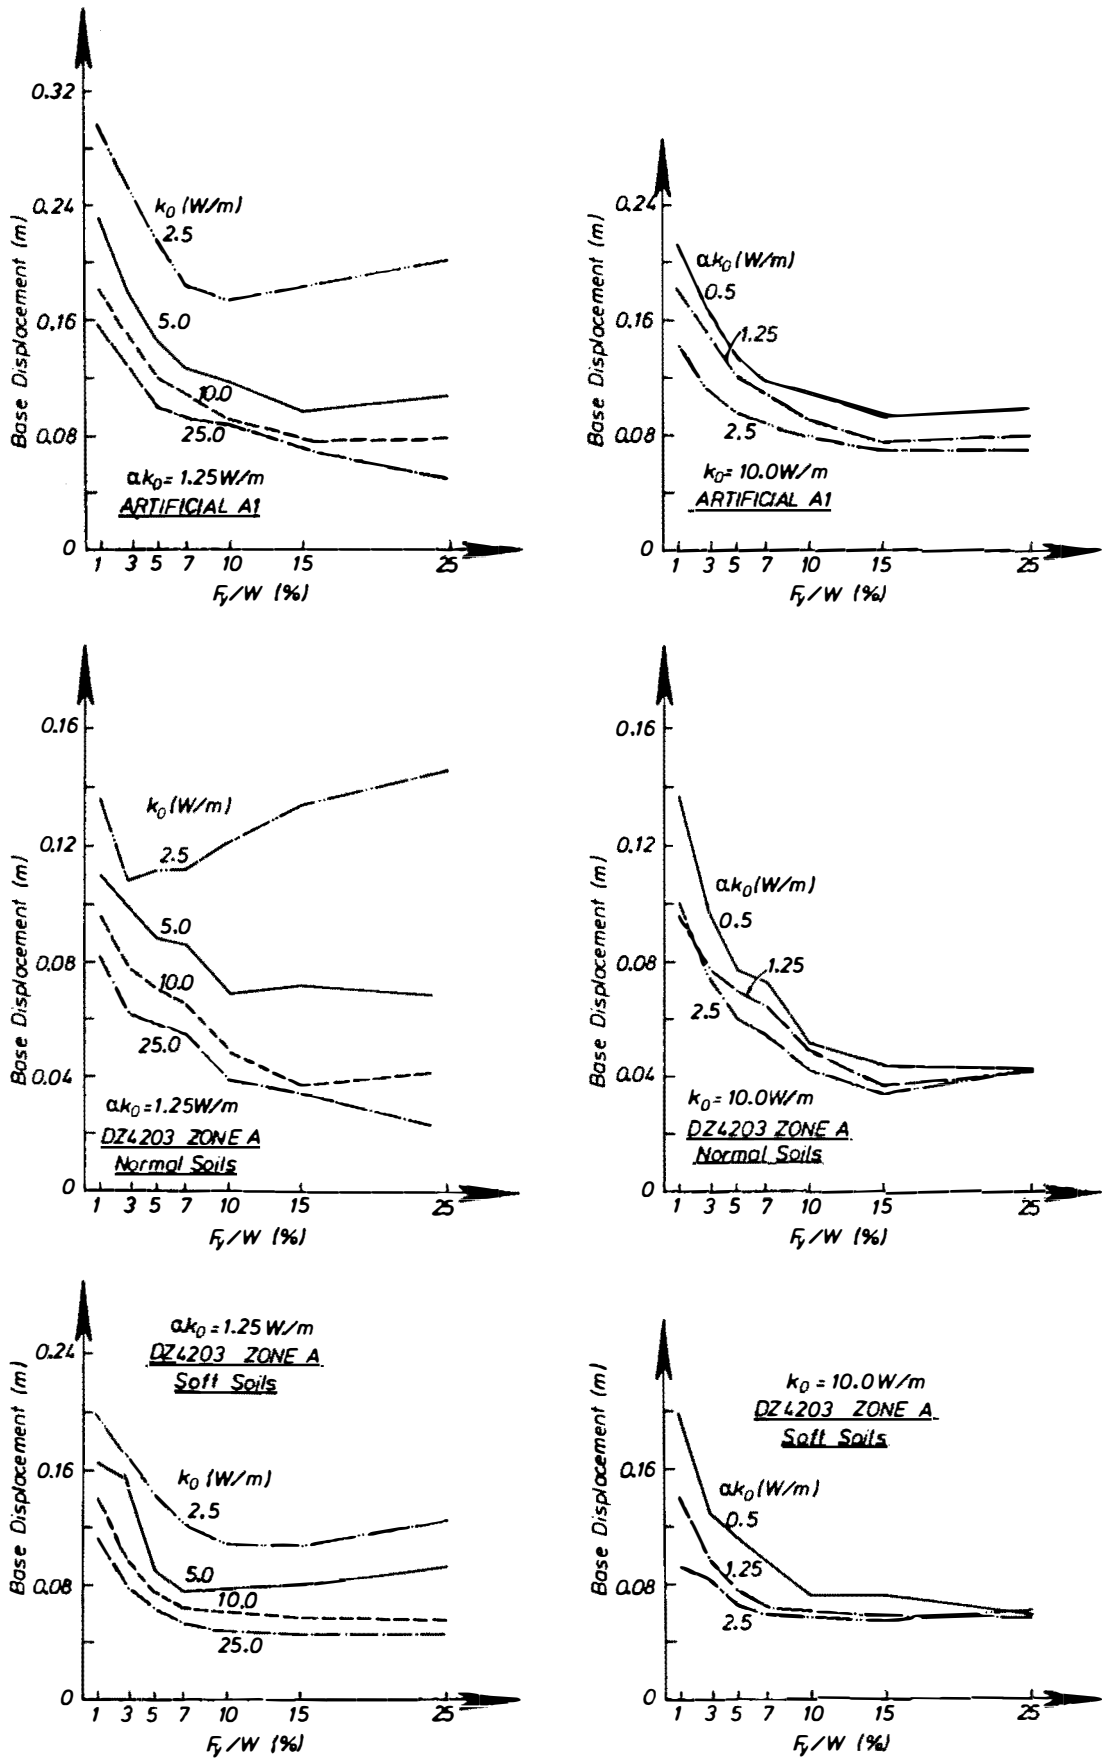 0.32
0.24
0.16
0.08
0
Base Displacement (m)
k₀ (W/m)
2.5
5.0
10.0
25.0
αk₀ = 1.25 W/m
ARTIFICIAL A1
1 3 5 7 10 15 25
Fy/W (%)
0.24
0.16
0.08
0
Base Displacement (m)
αk₀ (W/m)
0.5
1.25
2.5
k₀ = 10.0 W/m
ARTIFICIAL A1
1 3 5 7 10 15 25
Fy/W (%)
0.16
0.12
0.08
0.04
0
Base Displacement (m)
k₀ (W/m)
2.5
5.0
10.0
25.0
αk₀ = 1.25 W/m
DZ4203 ZONE A
Normal Soils
1 3 5 7 10 15 25
Fy/W (%)
0.16
0.12
0.08
0.04
0
Base Displacement (m)
αk₀ (W/m)
0.5
1.25
2.5
k₀ = 10.0 W/m
DZ4203 ZONE A
Normal Soils
1 3 5 7 10 15 25
Fy/W (%)
αk₀ = 1.25 W/m
DZ4203 ZONE A
Soft Soils
0.24
0.16
0.08
0
Base Displacement (m)
k₀ (W/m)
2.5
5.0
10.0
25.0
1 3 5 7 10 15 25
Fy/W (%)
k₀ = 10.0 W/m
DZ4203 ZONE A
Soft Soils
0.16
0.08
0
Base Displacement (m)
αk₀ (W/m)
0.5
1.25
2.5
1 3 5 7 10 15 25
Fy/W (%)